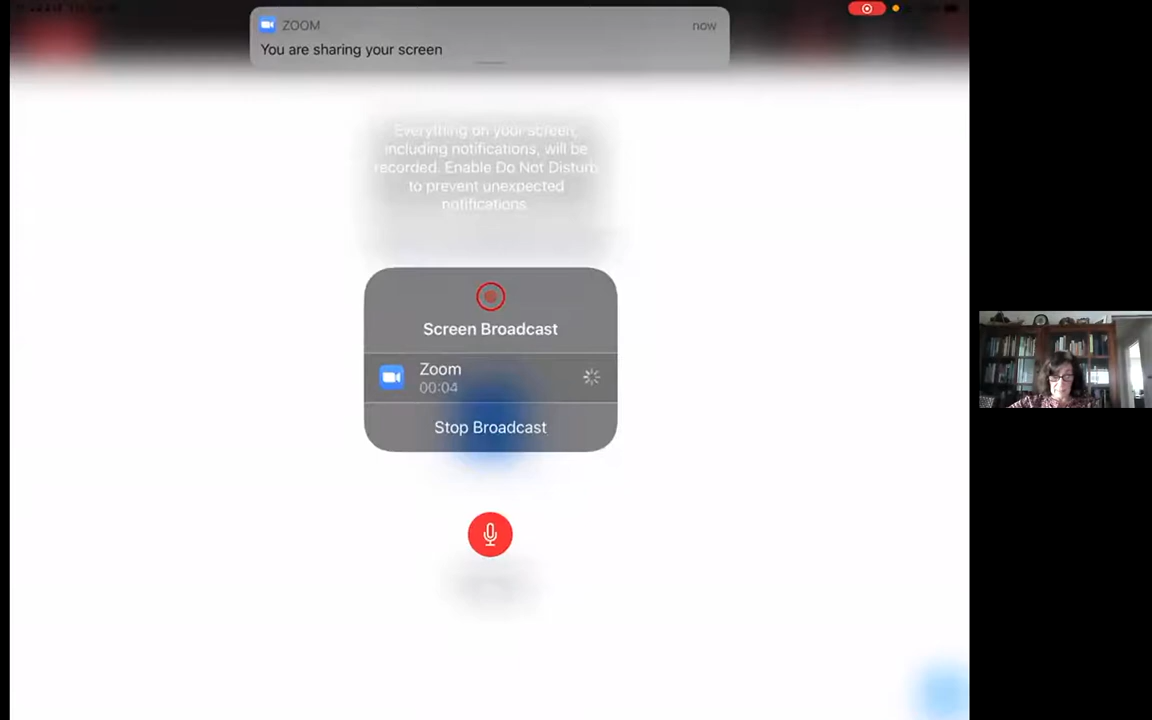 ZOOM now
You are sharing your screen
Everything on your screen,
including notifications, will be
recorded. Enable Do Not Disturb
to prevent unexpected
notifications.
Screen Broadcast
Zoom
00:04
Stop Broadcast